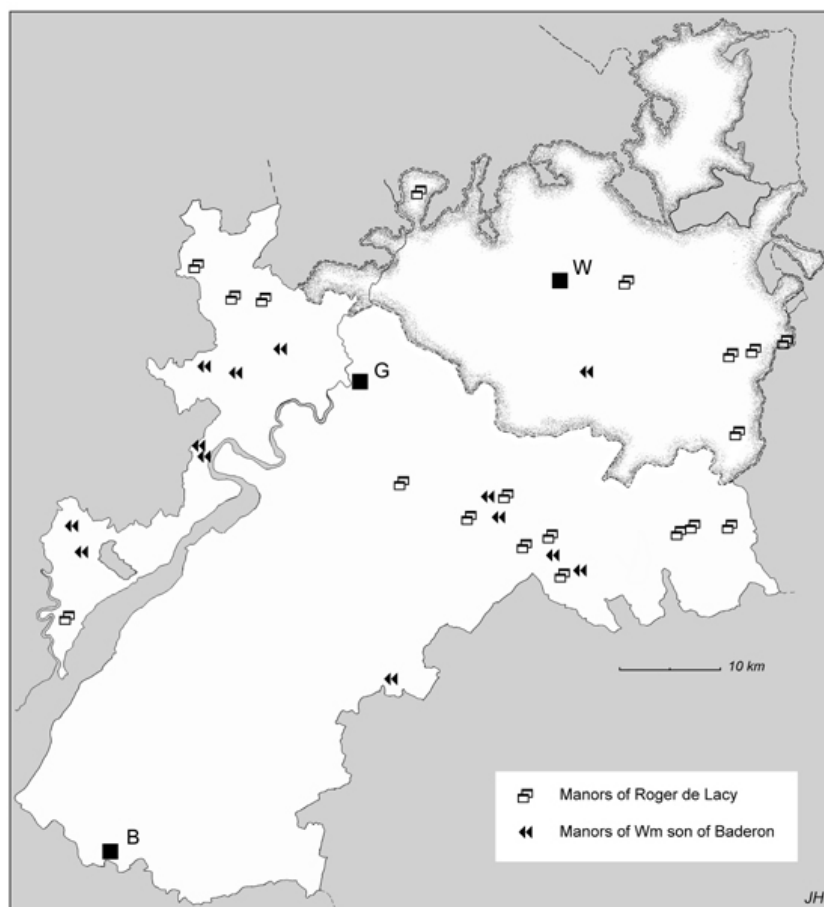 W
G
10 km
Manors of Roger de Lacy
Manors of Wm son of Baderon
B
JH